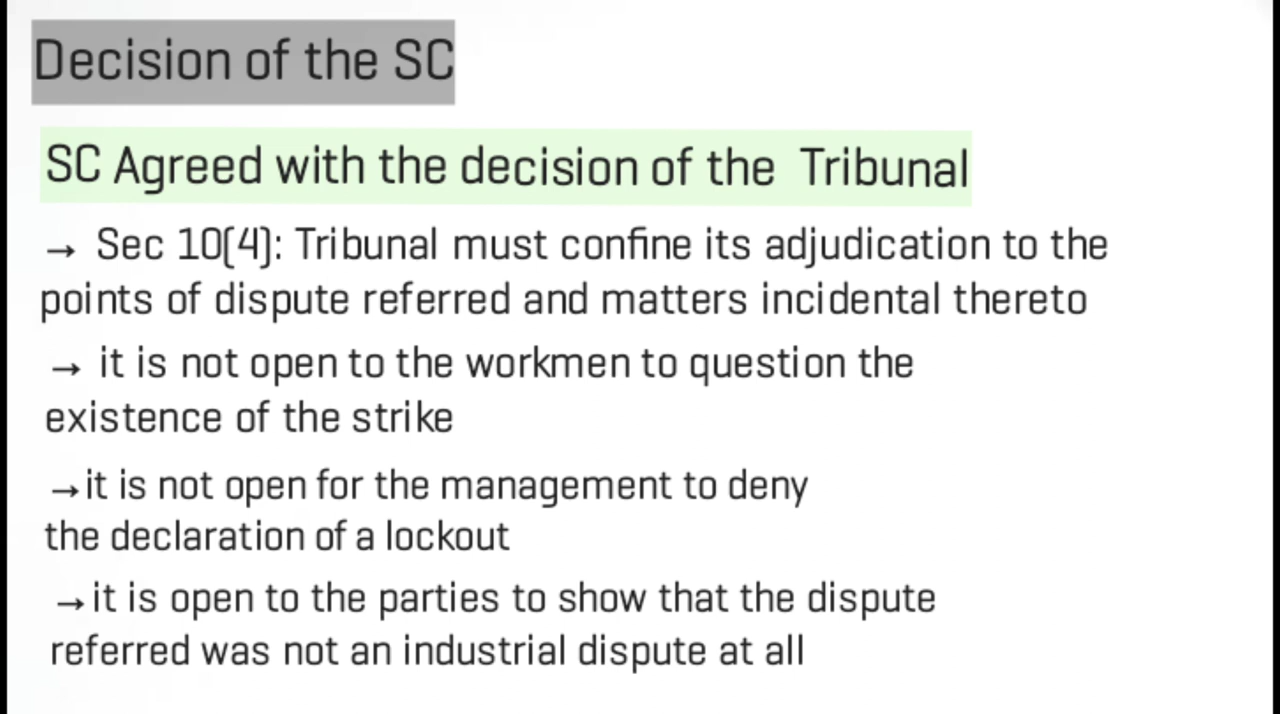 Decision of the SC
SC Agreed with the decision of the Tribunal
→ Sec 10(4): Tribunal must confine its adjudication to the
points of dispute referred and matters incidental thereto
→ it is not open to the workmen to question the
existence of the strike
→it is not open for the management to deny
the declaration of a lockout
→it is open to the parties to show that the dispute
referred was not an industrial dispute at all